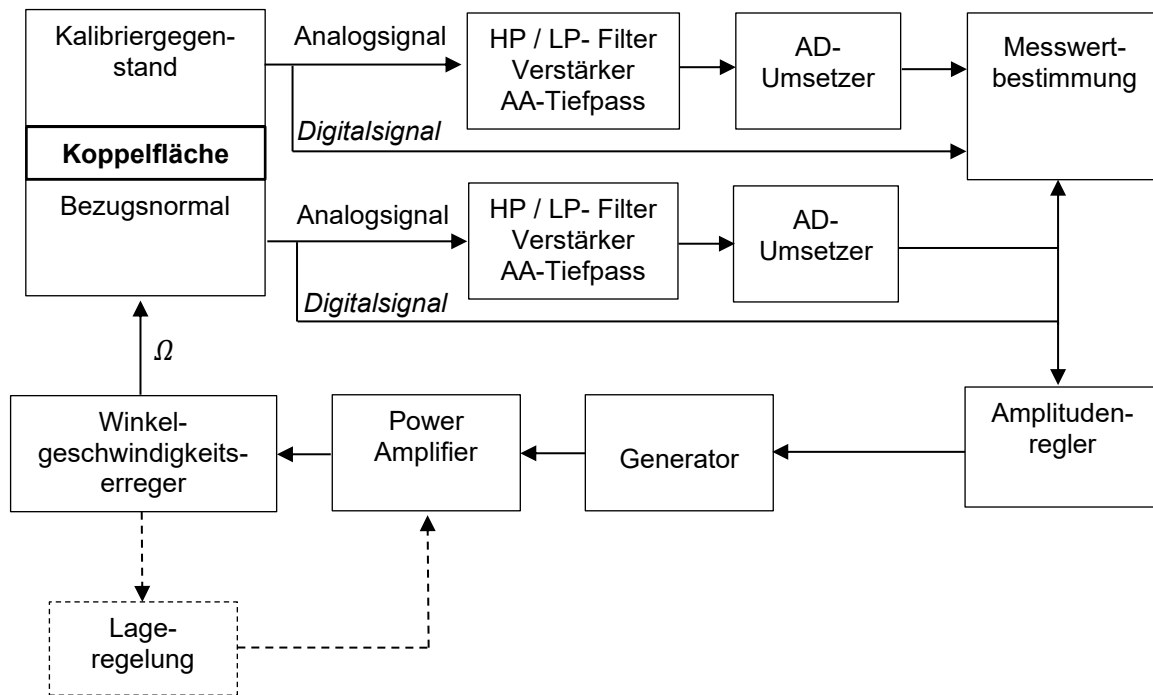 Kalibriergegen-
stand
Analogsignal
HP / LP- Filter
Verstärker
AA-Tiefpass
AD-
Umsetzer
Messwert-
bestimmung
Digitalsignal
Koppelfläche
Bezugsnormal
Analogsignal
HP / LP- Filter
Verstärker
AA-Tiefpass
AD-
Umsetzer
Digitalsignal
Ω
Winkel-
geschwindigkeits-
erreger
Power
Amplifier
Generator
Amplituden-
regler
Lage-
regelung